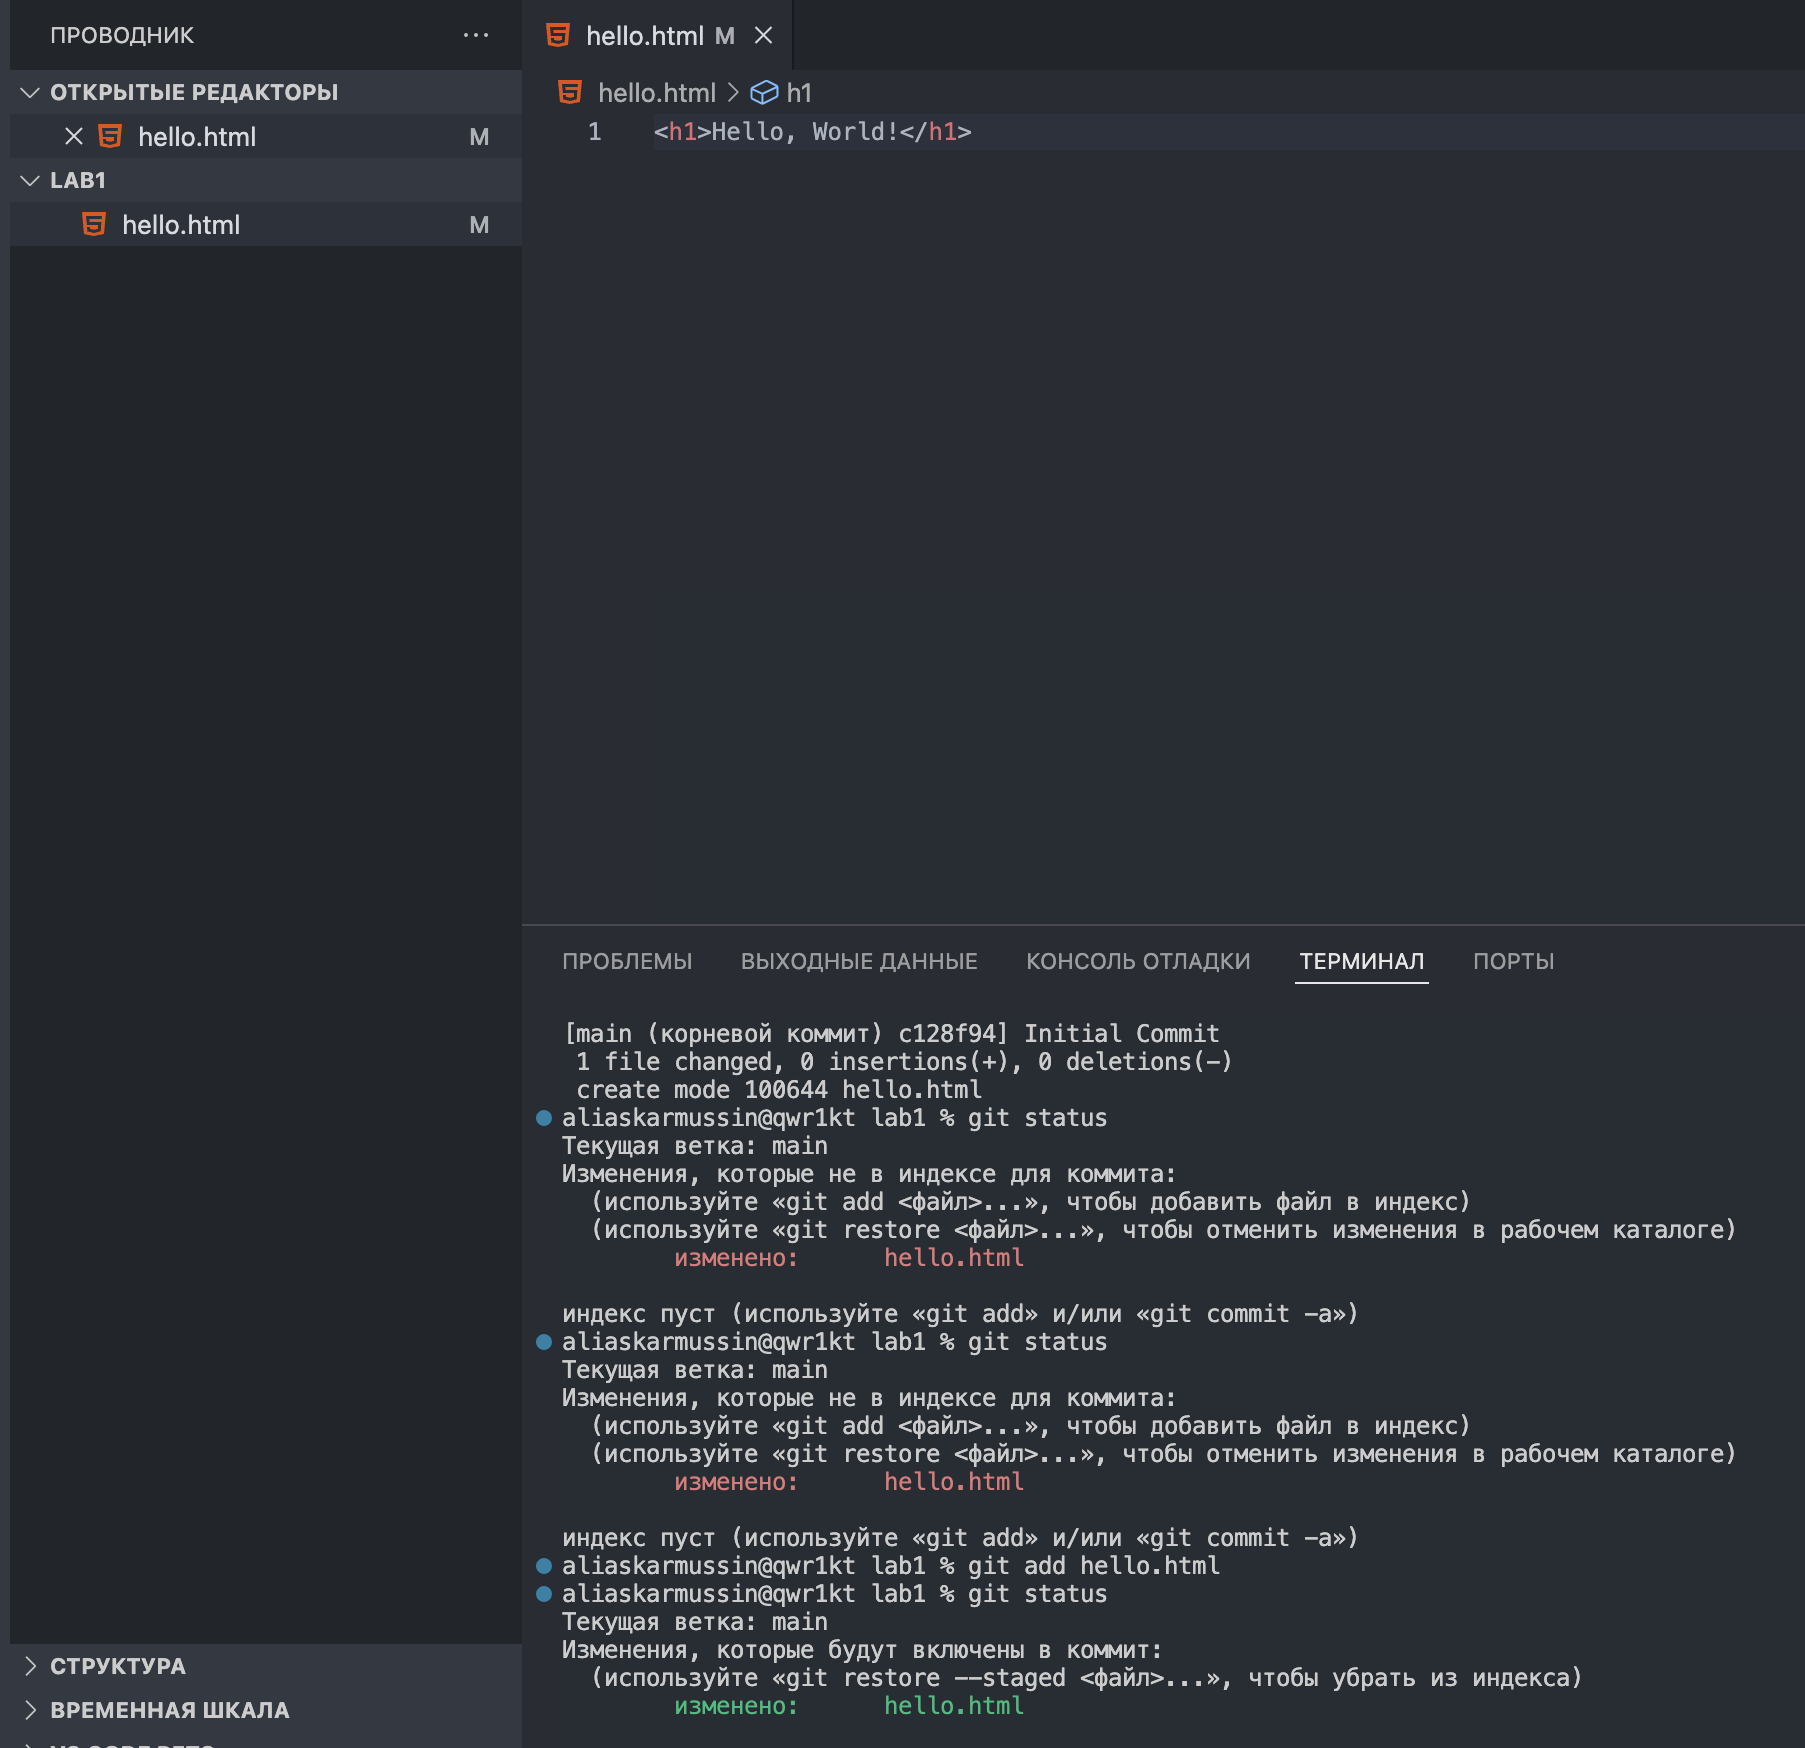 ПРОВОДНИК
ОТКРЫТЫЕ РЕДАКТОРЫ
hello.html M
LAB1
hello.html M
СТРУКТУРА
ВРЕМЕННАЯ ШКАЛА
hello.html M
hello.html > h1
1 <h1>Hello, World!</h1>
ПРОБЛЕМЫ ВЫХОДНЫЕ ДАННЫЕ КОНСОЛЬ ОТЛАДКИ ТЕРМИНАЛ ПОРТЫ
[main (корневой коммит) c128f94] Initial Commit
1 file changed, 0 insertions(+), 0 deletions(-)
create mode 100644 hello.html
aliaskarmussin@qwr1kt lab1 % git status
Текущая ветка: main
Изменения, которые не в индексе для коммита:
(используйте «git add <файл>...», чтобы добавить файл в индекс)
(используйте «git restore <файл>...», чтобы отменить изменения в рабочем каталоге)
изменено: hello.html
индекс пуст (используйте «git add» и/или «git commit -a»)
aliaskarmussin@qwr1kt lab1 % git status
Текущая ветка: main
Изменения, которые не в индексе для коммита:
(используйте «git add <файл>...», чтобы добавить файл в индекс)
(используйте «git restore <файл>...», чтобы отменить изменения в рабочем каталоге)
изменено: hello.html
индекс пуст (используйте «git add» и/или «git commit -a»)
aliaskarmussin@qwr1kt lab1 % git add hello.html
aliaskarmussin@qwr1kt lab1 % git status
Текущая ветка: main
Изменения, которые будут включены в коммит:
(используйте «git restore --staged <файл>...», чтобы убрать из индекса)
изменено: hello.html